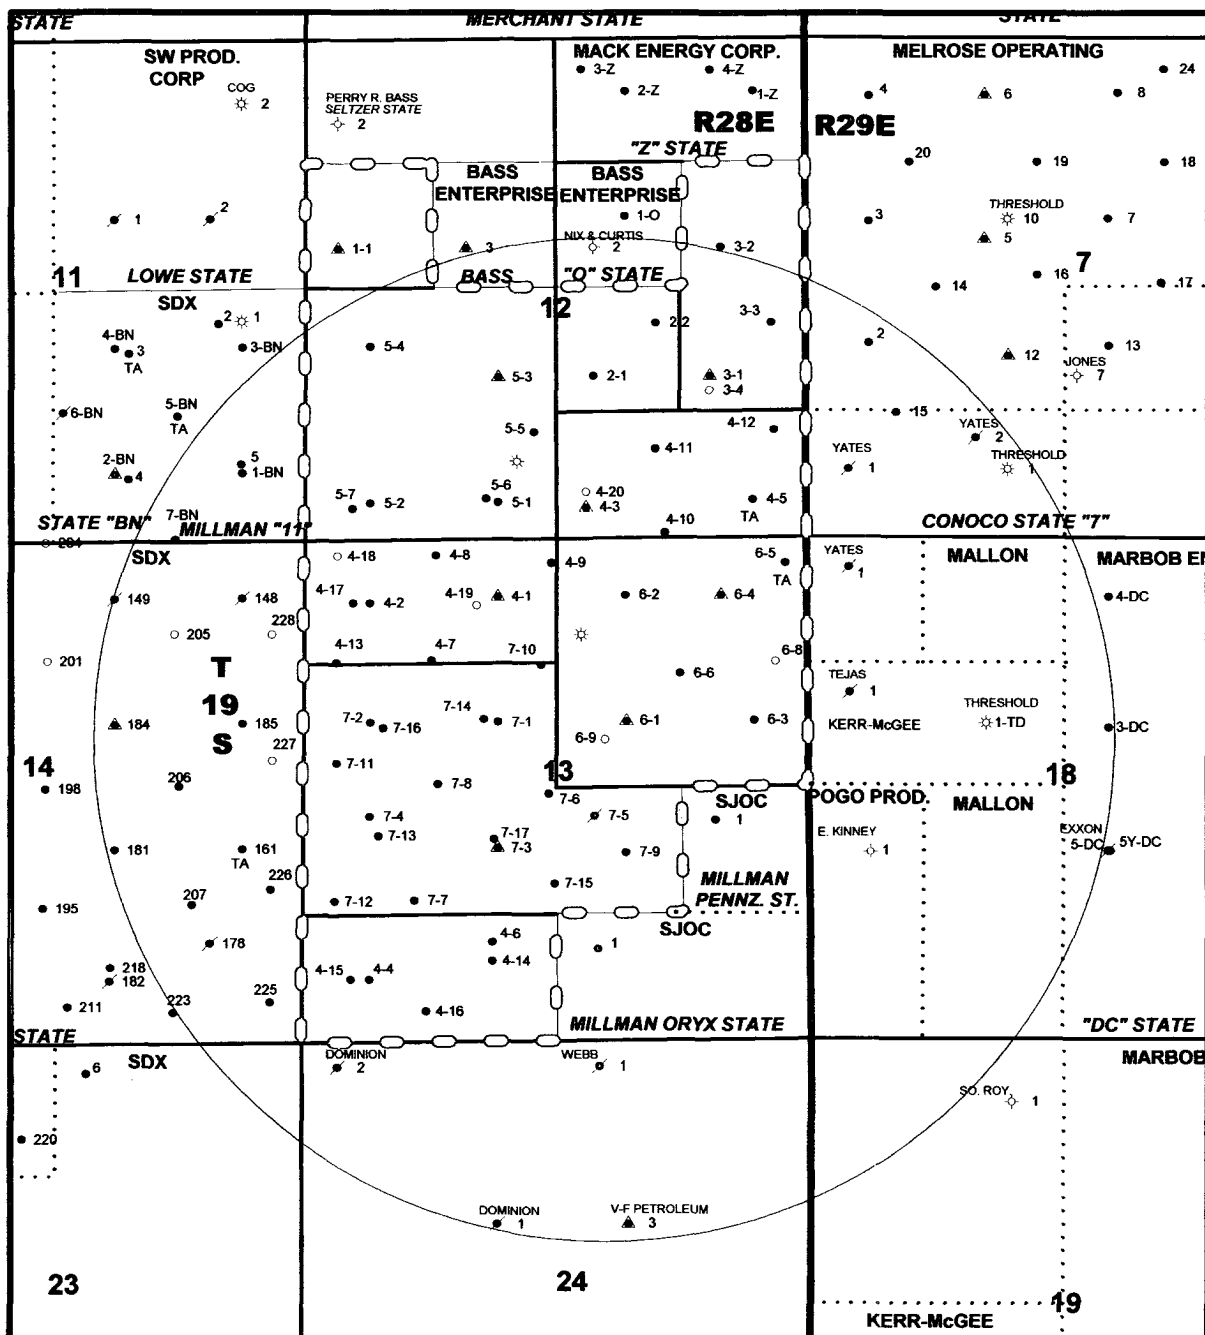 STATE
MERCHANT STATE
STATE
SW PROD.
CORP
MACK ENERGY CORP.
MELROSE OPERATING
COG
2
PERRY R. BASS
SELTZER STATE
2
3-Z
4-Z
2-Z
1-Z
4
6
8
24
R28E
R29E
"Z" STATE
20
19
18
BASS
ENTERPRISE
BASS
ENTERPRISE
1
2
1-O
3
THRESHOLD
10
7
1-1
3
NIX & CURTIS
2
3-2
5
11
LOWE STATE
BASS
"O" STATE
7
16
17
14
SDX
12
2
1
4-BN
3
TA
3-BN
5-4
2-2
3-3
2
12
13
JONES
7
5-3
2-1
3-1
3-4
6-BN
5-BN
TA
15
5-5
4-12
4-11
YATES
2
YATES
1
THRESHOLD
1
2-BN
4
5
1-BN
5-7
5-2
5-6
5-1
4-20
4-3
4-5
TA
4-10
7-BN
STATE "BN"
MILLMAN "11"
CONOCO STATE "7"
204
SDX
4-18
4-8
4-9
6-5
TA
YATES
1
MALLON
MARBOB EN
149
148
4-17
4-2
4-19
4-1
6-2
6-4
4-DC
205
228
201
T
19
S
4-13
4-7
7-10
6-8
6-6
TEJAS
1
184
185
7-2
7-16
7-14
7-1
6-1
6-3
KERR-McGEE
THRESHOLD
1-TD
3-DC
227
6-9
14
7-11
13
18
198
206
7-8
7-6
SJOC
POGO PROD.
MALLON
7-4
7-13
7-17
7-3
7-5
1
E. KINNEY
1
EXXON
5-DC
5Y-DC
181
161
TA
7-9
226
7-15
MILLMAN
PENNZ. ST.
195
207
7-12
7-7
SJOC
178
4-6
1
218
182
4-15
4-4
4-14
211
223
225
4-16
STATE
MILLMAN ORYX STATE
"DC" STATE
SDX
DOMINION
2
WEBB
1
MARBOB
6
SO. ROY
1
220
DOMINION
1
V-F PETROLEUM
3
23
24
19
KERR-McGEE